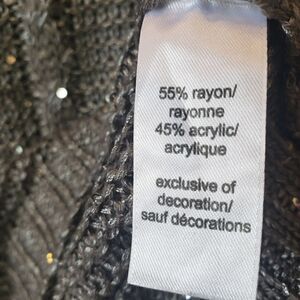 55% rayon/
rayonne
45% acrylic/
acrylique
exclusive of
decoration/
sauf décorations